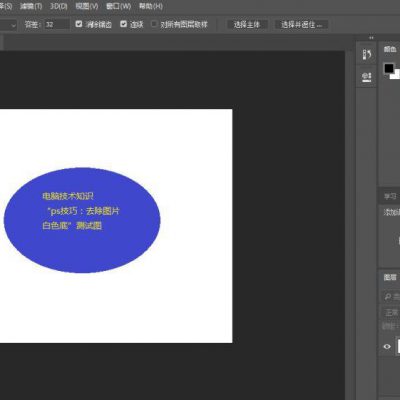 择(S) 滤镜(T) 3D(D) 视图(V) 窗口(W) 帮助(H)
容差: 32 消除锯齿 连续 对所有图层取样 选择主体 选择并遮住...
颜色
电脑技术知识
“ps技巧：去除图片
白色底”测试图
学习
添加
图层
正常